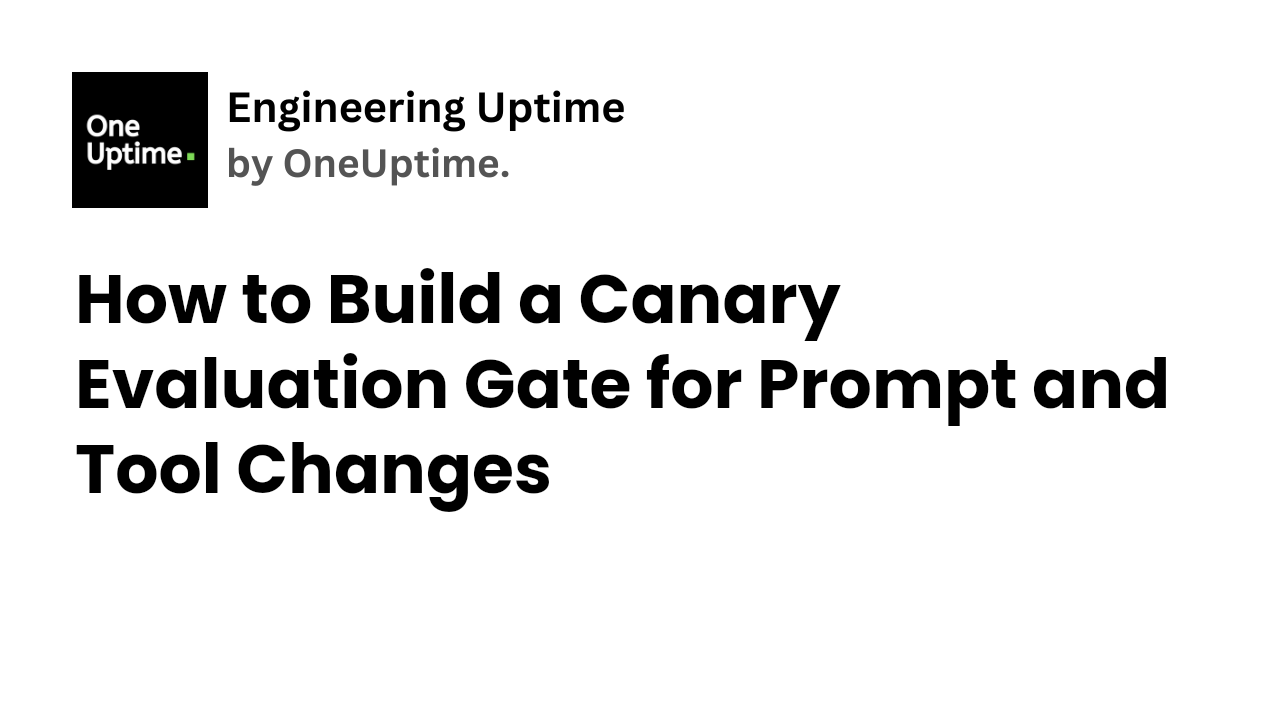 One
Uptime.
Engineering Uptime
by OneUptime.
How to Build a Canary
Evaluation Gate for Prompt and
Tool Changes